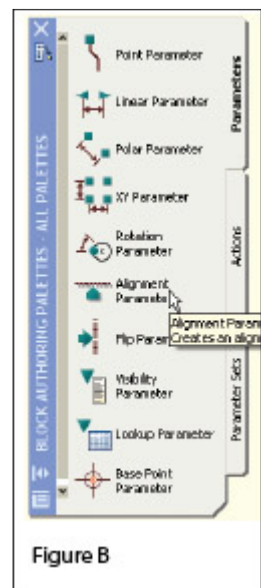 Point Parameter
Linear Parameter
Polar Parameter
XY Parameter
Rotation
Parameter
Alignment
Parameter
Flip Param
Visibility
Parameter
Lookup Parameter
Base Point
Parameter
Alignment Param
Creates an alignm
Parameters
Actions
Parameter Sets
BLOCK AUTHORING PALETTES - ALL PALETTES
Figure B